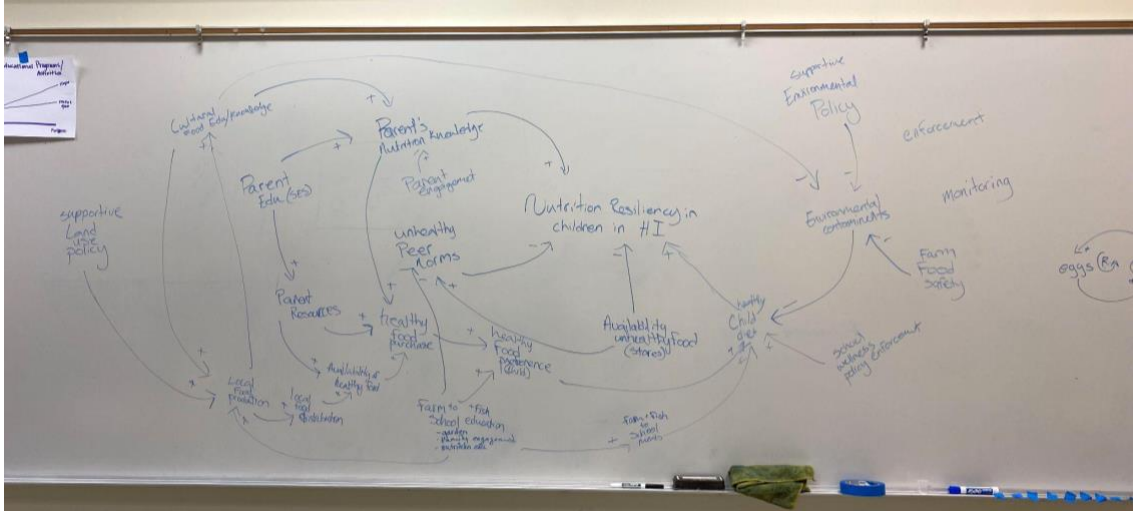 Educational Programs/
Activities
Cultural
Food Edu/Knowledge
+
Parent's
Nutrition Knowledge
+
+
Parent
Engagement
+
Parent
Edu (SES)
supportive
Land
use
policy
unhealthy
Peer
Norms
Nutrition Resiliency in
children in HI
supportive
Environmental
Policy
enforcement
monitoring
Environmental
contaminents
Farm
Food
Safety
eggs
Parent
Resources
healthy
food
purchase
healthy
Food
preference
(child)
Availability
unhealthy food
(stores)
healthy
Child
diet
school
wellness
policy enforcement
Availability of
Healthy Food
Local
Food
production
local
food
distribution
Farm to + Fish
School education
- garden
- family engagement
- nutrition edu
Farm + Fish
to
School
meals